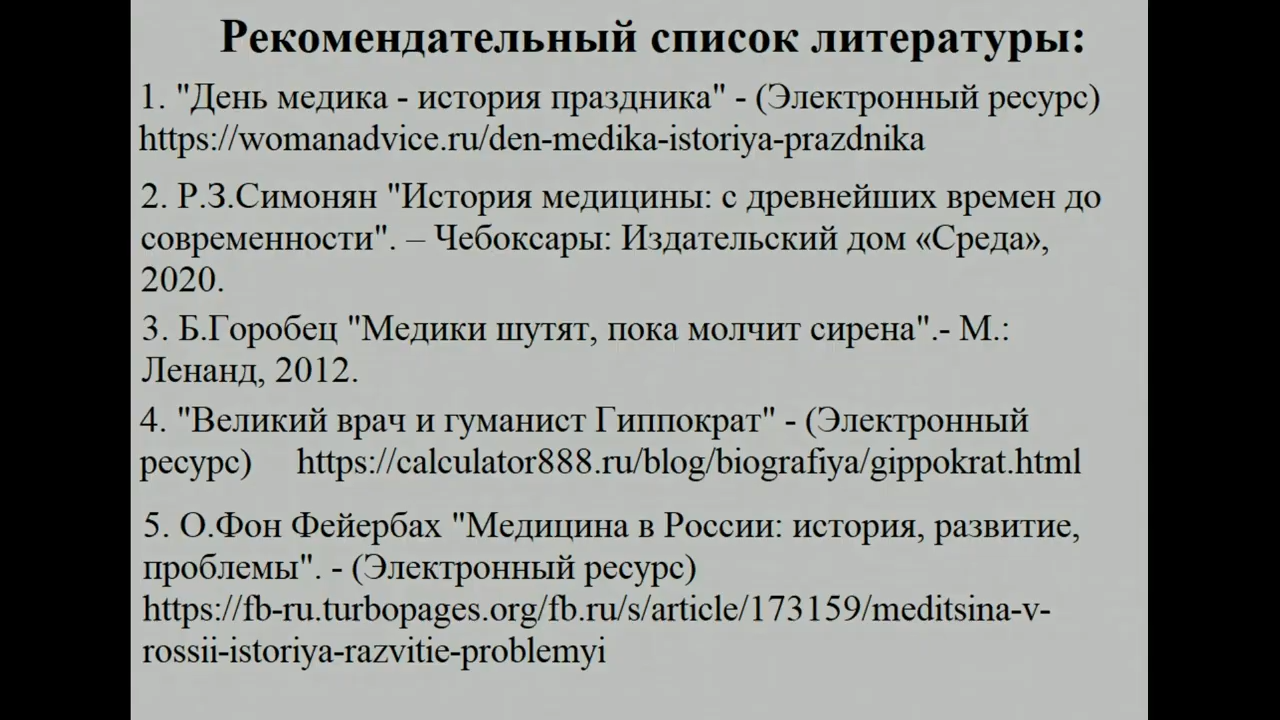 Рекомендательный список литературы:
1. "День медика - история праздника" - (Электронный ресурс)
https://womanadvice.ru/den-medika-istoriya-prazdnika
2. Р.З.Симонян "История медицины: с древнейших времен до
современности". – Чебоксары: Издательский дом «Среда»,
2020.
3. Б.Горобец "Медики шутят, пока молчит сирена".- М.:
Ленанд, 2012.
4. "Великий врач и гуманист Гиппократ" - (Электронный
ресурс) https://calculator888.ru/blog/biografiya/gippokrat.html
5. О.Фон Фейербах "Медицина в России: история, развитие,
проблемы". - (Электронный ресурс)
https://fb-ru.turbopages.org/fb.ru/s/article/173159/meditsina-v-
rossii-istoriya-razvitie-problemyi